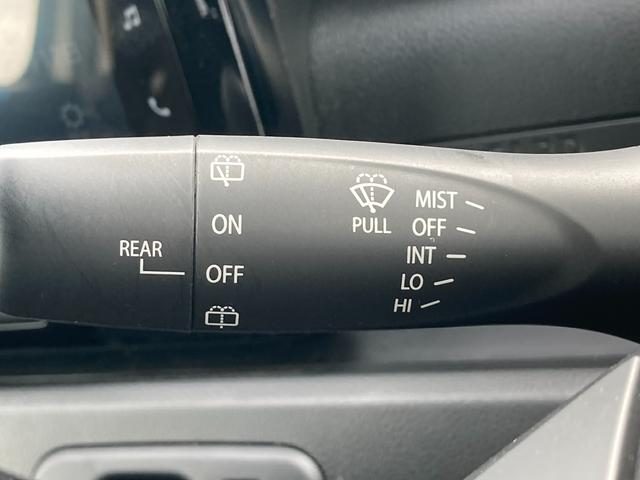 REAR
ON
OFF
PULL
MIST
OFF
INT
LO
HI